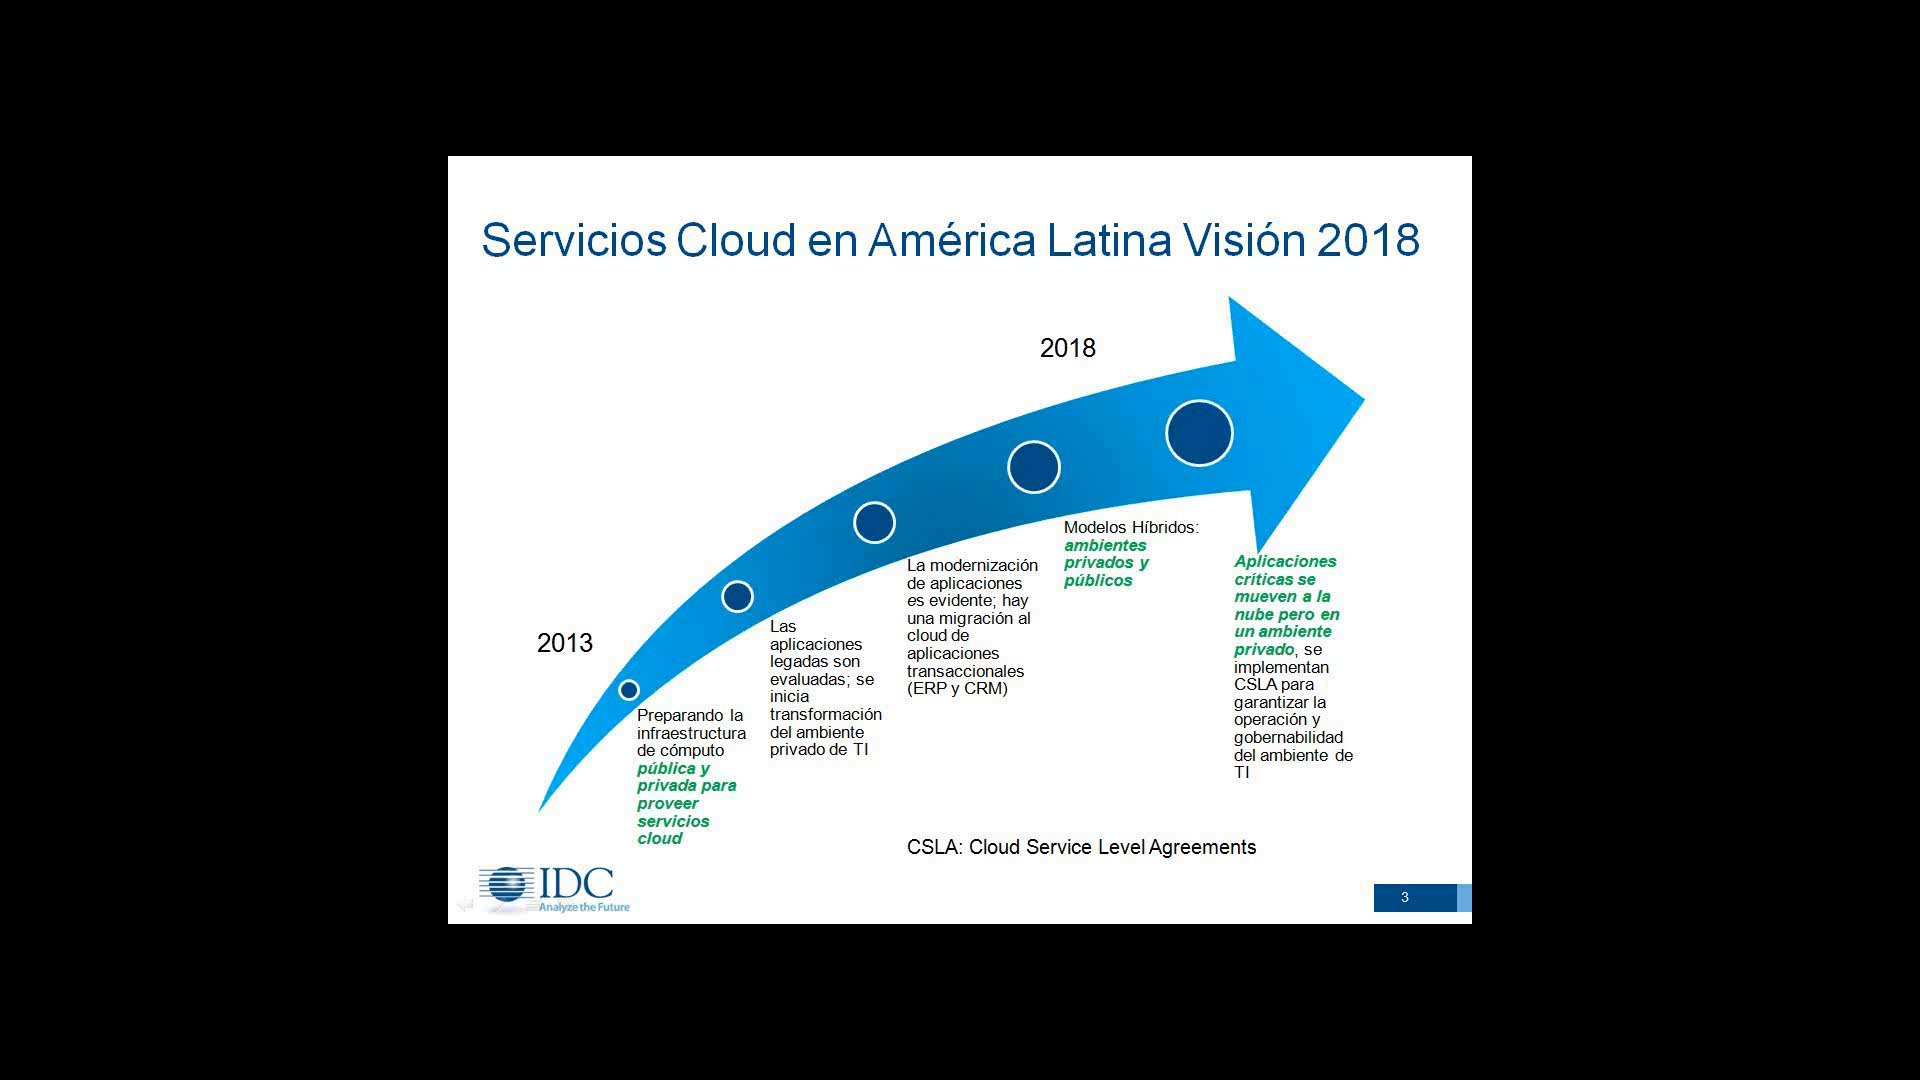 Servicios Cloud en América Latina Visión 2018
2018
2013
Preparando la
infraestructura
de cómputo
pública y
privada para
proveer
servicios
cloud
Las
aplicaciones
legadas son
evaluadas; se
inicia
transformación
del ambiente
privado de TI
La modernización
de aplicaciones
es evidente; hay
una migración al
cloud de
aplicaciones
transaccionales
(ERP y CRM)
Modelos Híbridos:
ambientes
privados y
públicos
Aplicaciones
críticas se
mueven a la
nube pero en
un ambiente
privado, se
implementan
CSLA para
garantizar la
operación y
gobernabilidad
del ambiente de
TI
CSLA: Cloud Service Level Agreements
IDC
Analyze the Future
3